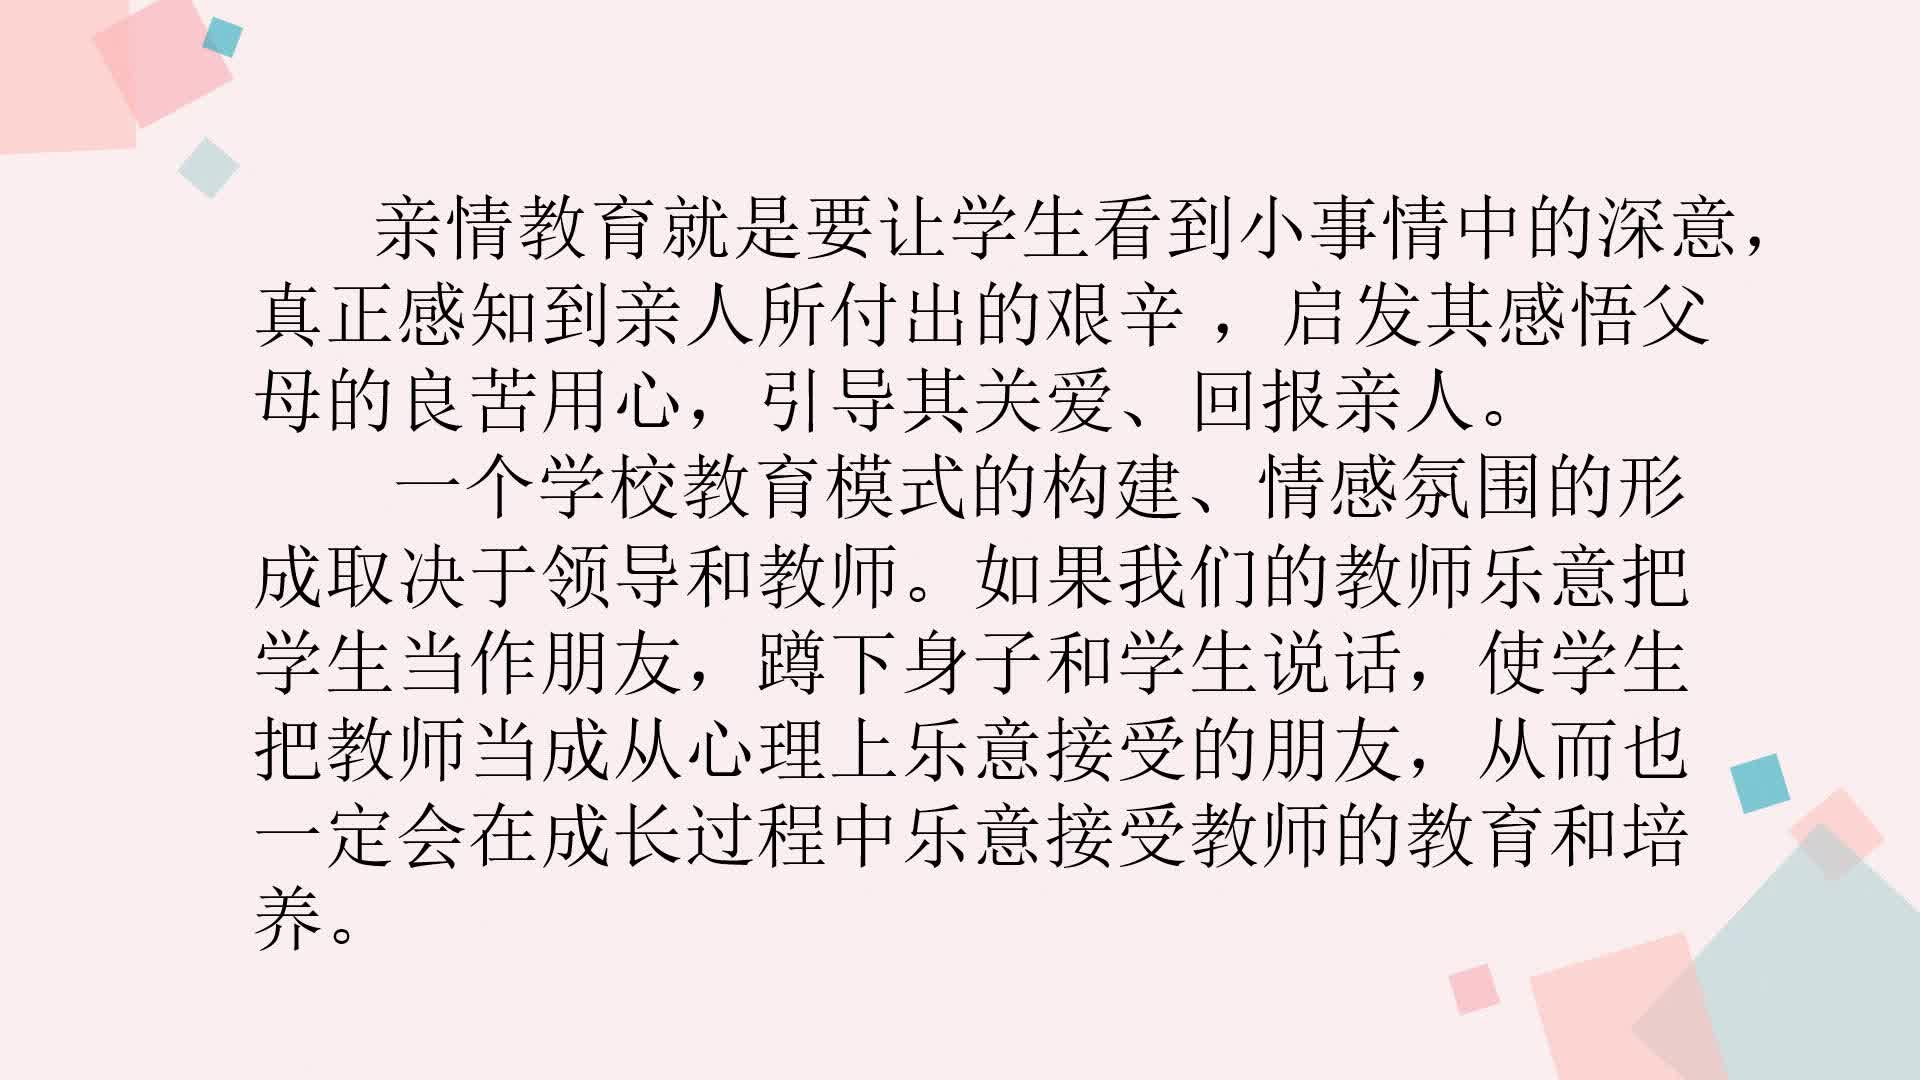 亲情教育就是要让学生看到小事情中的深意，
真正感知到亲人所付出的艰辛 ，启发其感悟父
母的良苦用心，引导其关爱、回报亲人。
一个学校教育模式的构建、情感氛围的形
成取决于领导和教师。如果我们的教师乐意把
学生当作朋友，蹲下身子和学生说话，使学生
把教师当成从心理上乐意接受的朋友，从而也
一定会在成长过程中乐意接受教师的教育和培
养。